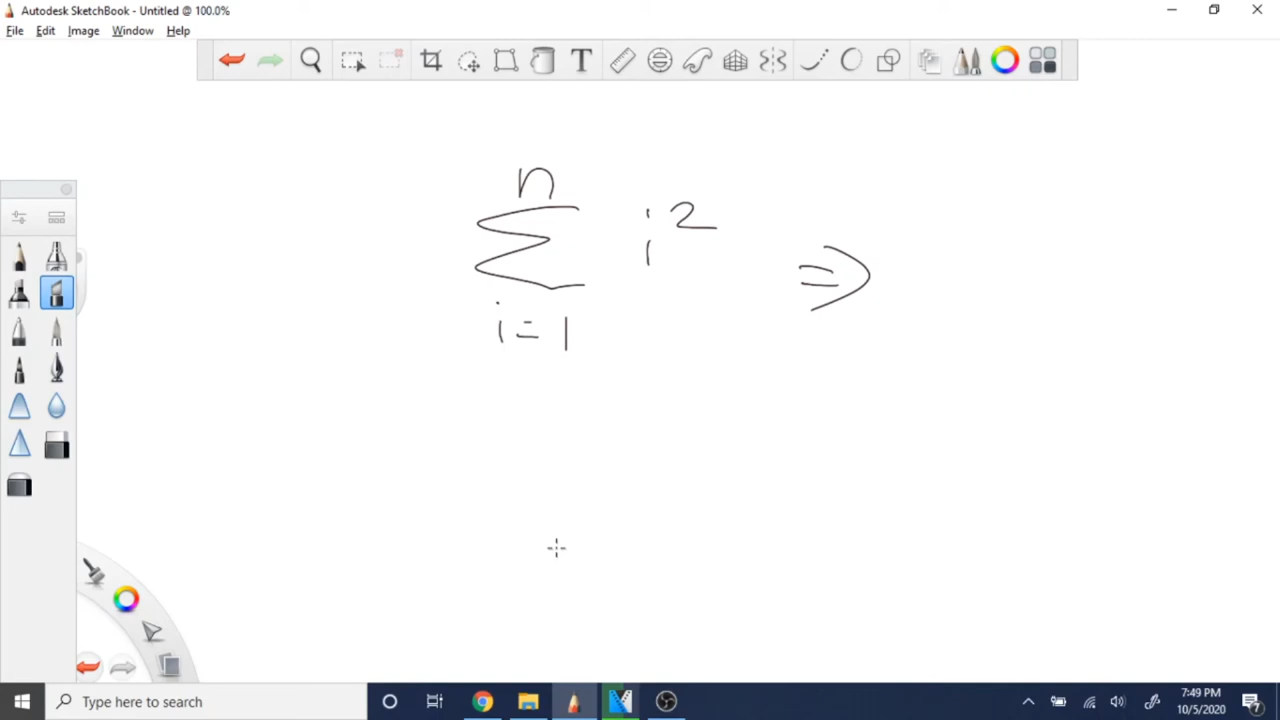 Autodesk SketchBook - Untitled @ 100.0%
File Edit Image Window Help
n
∑ i² ⇒
i = 1
Type here to search
7:49 PM
10/5/2020
7